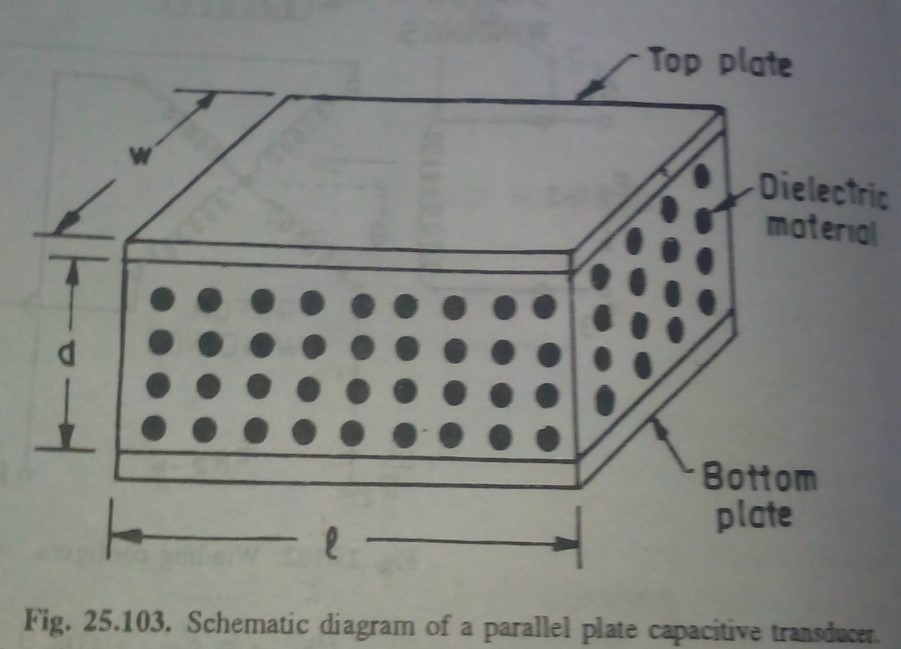 Top plate
w
Dielectric
material
d
Bottom
plate
l
Fig. 25.103. Schematic diagram of a parallel plate capacitive transducer.